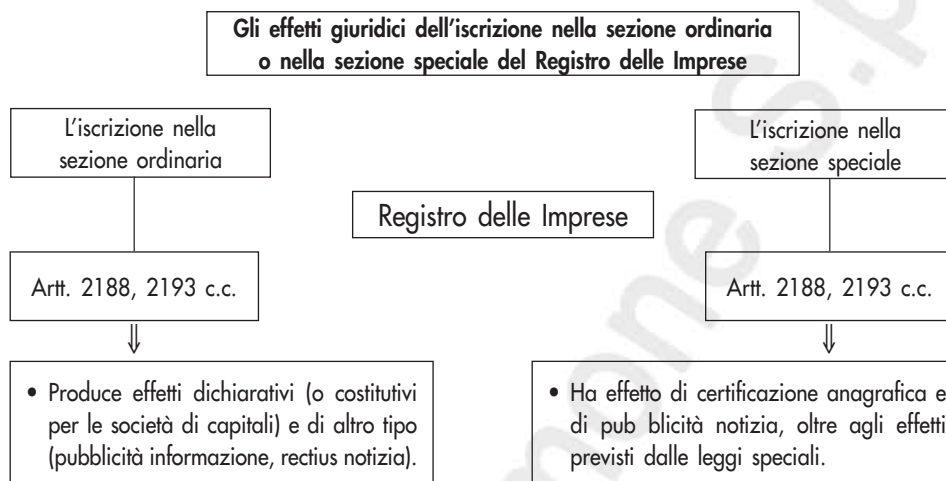 Gli effetti giuridici dell'iscrizione nella sezione ordinaria
o nella sezione speciale del Registro delle Imprese
L'iscrizione nella
sezione ordinaria
L'iscrizione nella
sezione speciale
Registro delle Imprese
Artt. 2188, 2193 c.c.
Artt. 2188, 2193 c.c.
• Produce effetti dichiarativi (o costitutivi
per le società di capitali) e di altro tipo
(pubblicità informazione, rectius notizia).
• Ha effetto di certificazione anagrafica e
di pub blicità notizia, oltre agli effetti
previsti dalle leggi speciali.